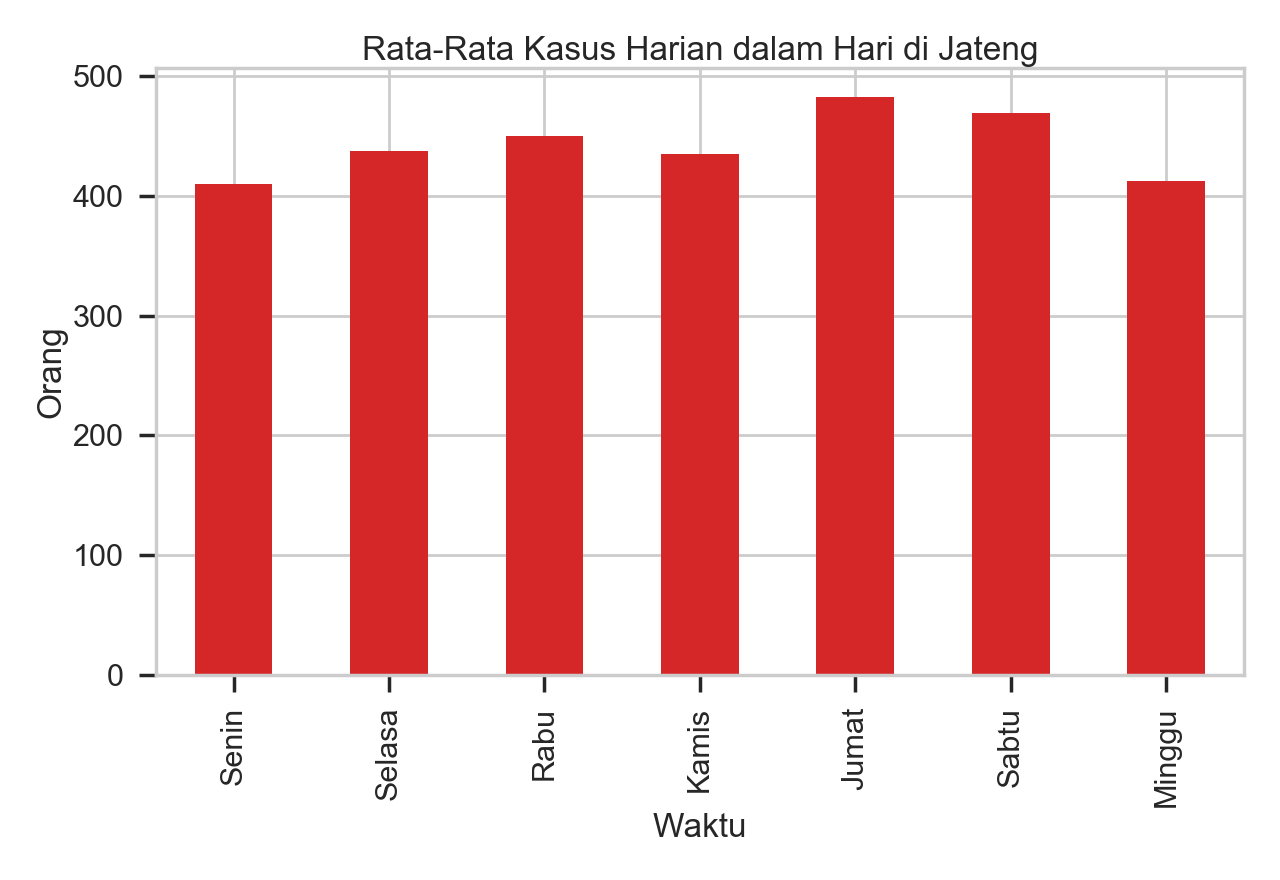 Rata-Rata Kasus Harian dalam Hari di Jateng
500
400
300
200
100
0
Orang
Senin
Selasa
Rabu
Kamis
Jumat
Sabtu
Minggu
Waktu